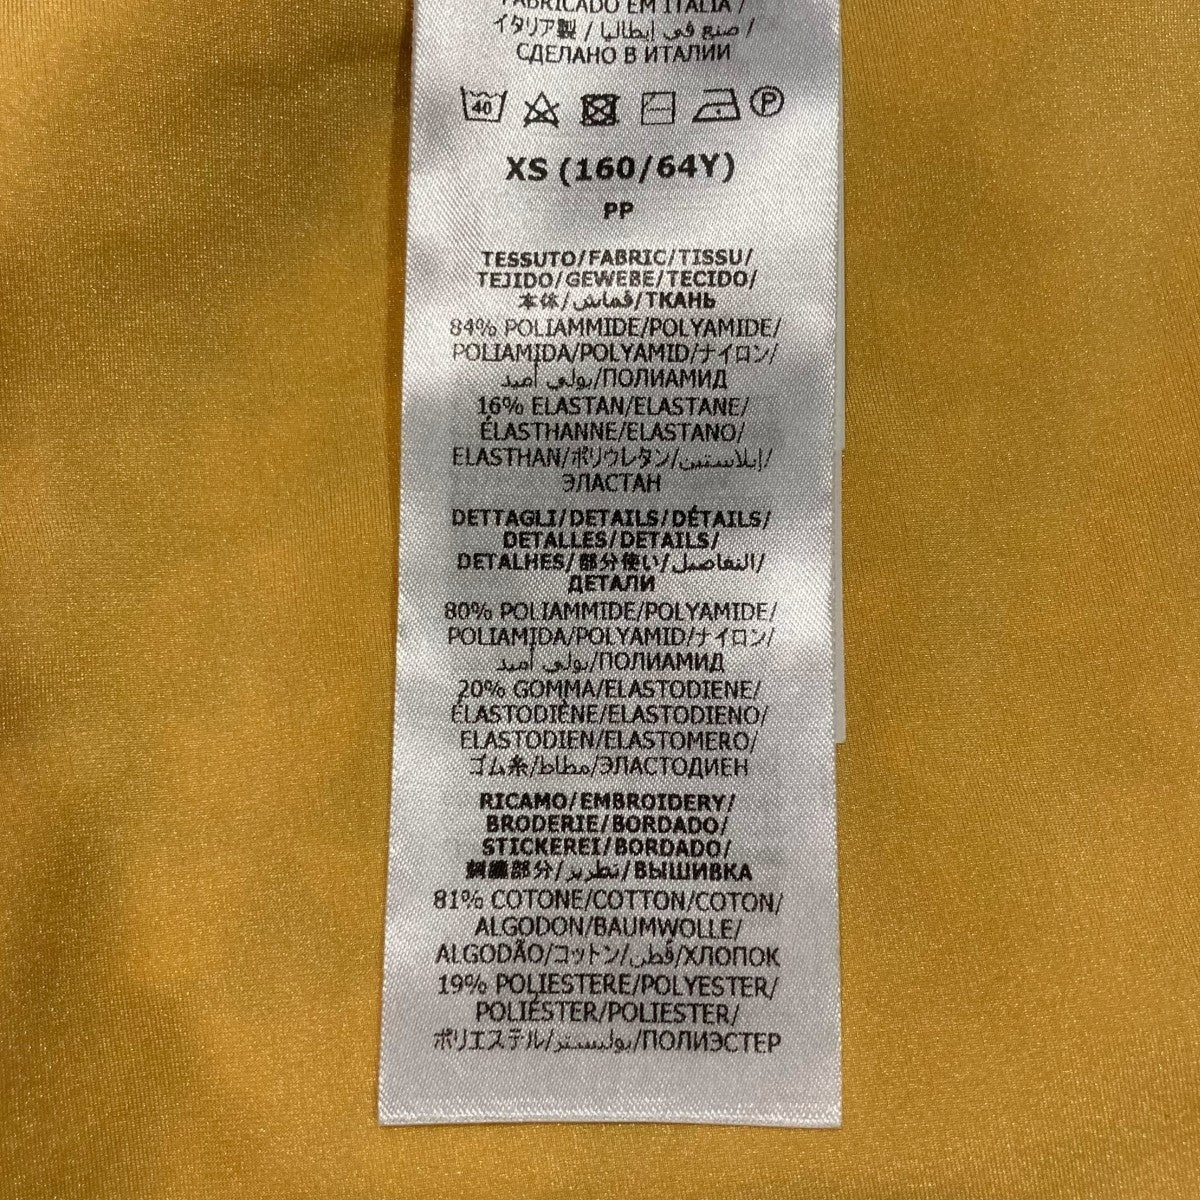 FABRICADO EM ITÁLIA /
イタリア製 / صنع في إيطاليا /
СДЕЛАНО В ИТАЛИИ
40 P
XS (160/64Y)
PP
TESSUTO/FABRIC/TISSU/
TEJIDO/GEWEBE/TECIDO/
本体/قماش/ТКАНЬ
84% POLIAMMIDE/POLYAMIDE/
POLIAMIDA/POLYAMID/ナイロン/
بولي أميد/ПОЛИАМИД
16% ELASTAN/ELASTANE/
ÉLASTHANNE/ELASTANO/
ELASTHAN/ポリウレタン/إيلاستين/
ЭЛАСТАН
DETTAGLI/DETAILS/DÉTAILS/
DETALLES/DETAILS/
DETALHES/部分使い/التفاصيل/
ДЕТАЛИ
80% POLIAMMIDE/POLYAMIDE/
POLIAMIDA/POLYAMID/ナイロン/
بولي أميد/ПОЛИАМИД
20% GOMMA/ELASTODIENE/
ÉLASTODIÈNE/ELASTODIENO/
ELASTODIEN/ELASTOMERO/
ゴム糸/مطاط/ЭЛАСТОДИЕН
RICAMO/EMBROIDERY/
BRODERIE/BORDADO/
STICKEREI/BORDADO/
刺繍部分/تطريز/ВЫШИВКА
81% COTONE/COTTON/COTON/
ALGODON/BAUMWOLLE/
ALGODÃO/コットン/قطن/ХЛОПОК
19% POLIESTERE/POLYESTER/
POLIÉSTER/POLIESTER/
ポリエステル/بوليستر/ПОЛИЭСТЕР